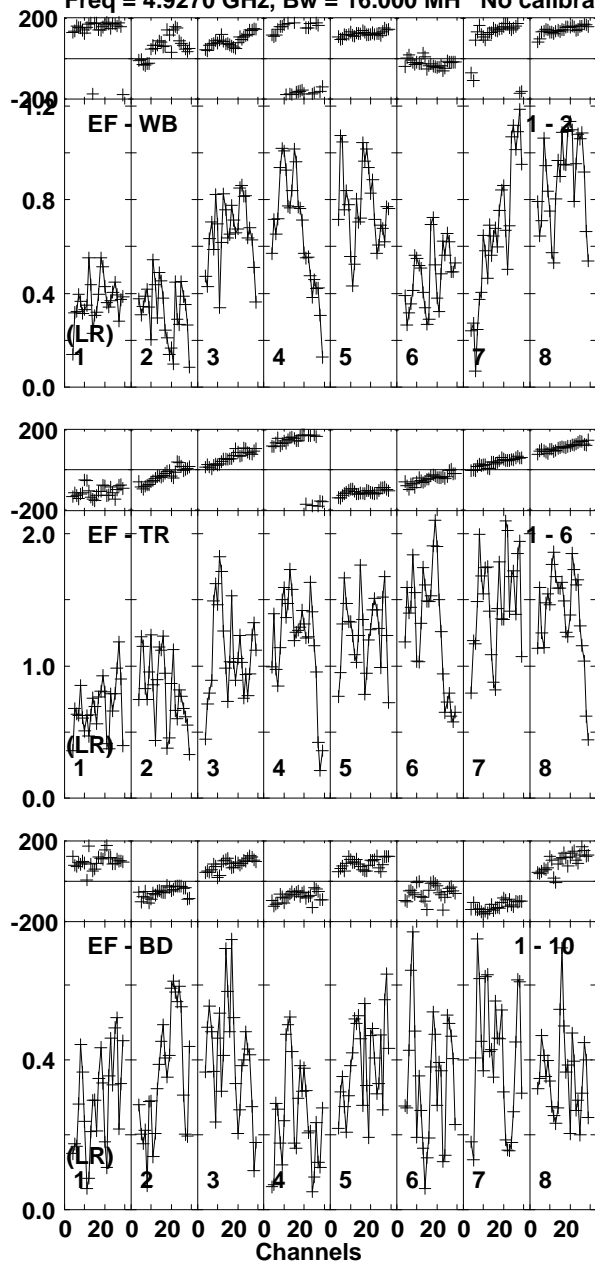 Freq = 4.9270 GHz, Bw = 16.000 MH No calibra
200
-200
1.2
EF - WB
1 - 2
0.8
0.4
(LR)
1 2 3 4 5 6 7 8
0.0
200
-200
2.0
EF - TR
1 - 6
1.0
(LR)
1 2 3 4 5 6 7 8
0.0
200
-200
EF - BD
1 - 10
0.4
(LR)
1 2 3 4 5 6 7 8
0.0
0 20 0 20 0 20 0 20 0 20 0 20 0 20 0 20
Channels